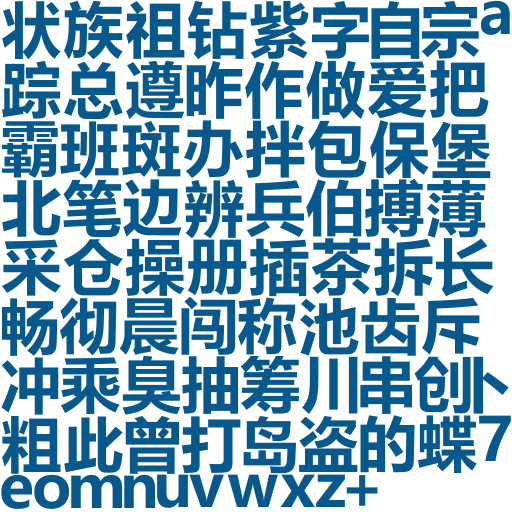 状族祖钻紫字自宗a
踪总遵昨作做爱把
霸班斑办拌包保堡
北笔边辨兵伯搏薄
采仓操册插茶拆长
畅彻晨闯称池齿斥
冲乘臭抽筹川串创卜
粗此曾打岛盗的蝶7
eomnuvwxz+